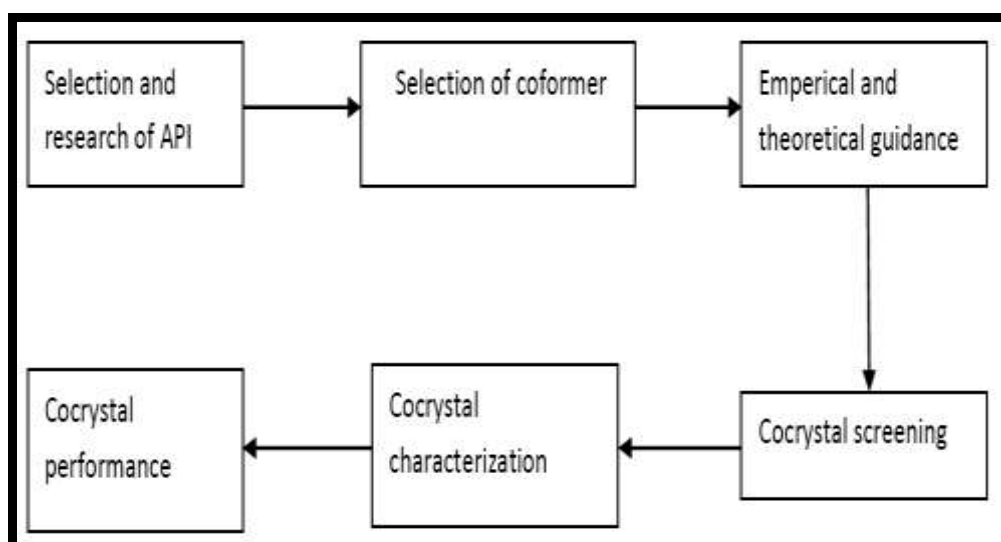 Selection and
research of API
Selection of coformer
Emperical and
theoretical guidance
Cocrystal screening
Cocrystal
characterization
Cocrystal
performance